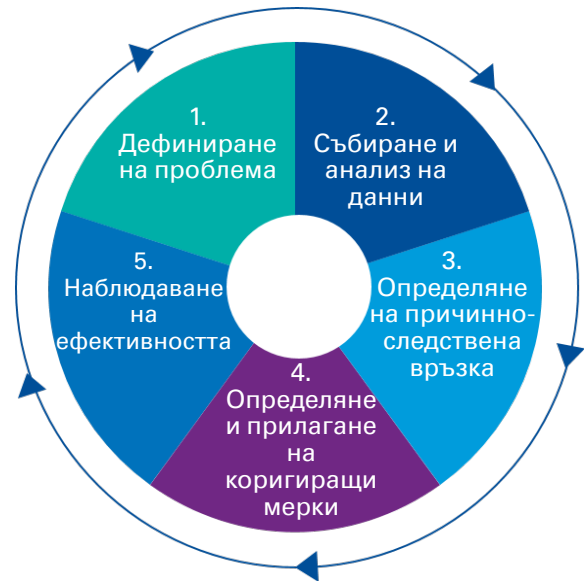 1.
Дефиниране
на проблема
2.
Събиране и
анализ на
данни
3.
Определяне
на причинно-
следствена
връзка
4.
Определяне
и прилагане
на
коригиращи
мерки
5.
Наблюдаване
на
ефективността